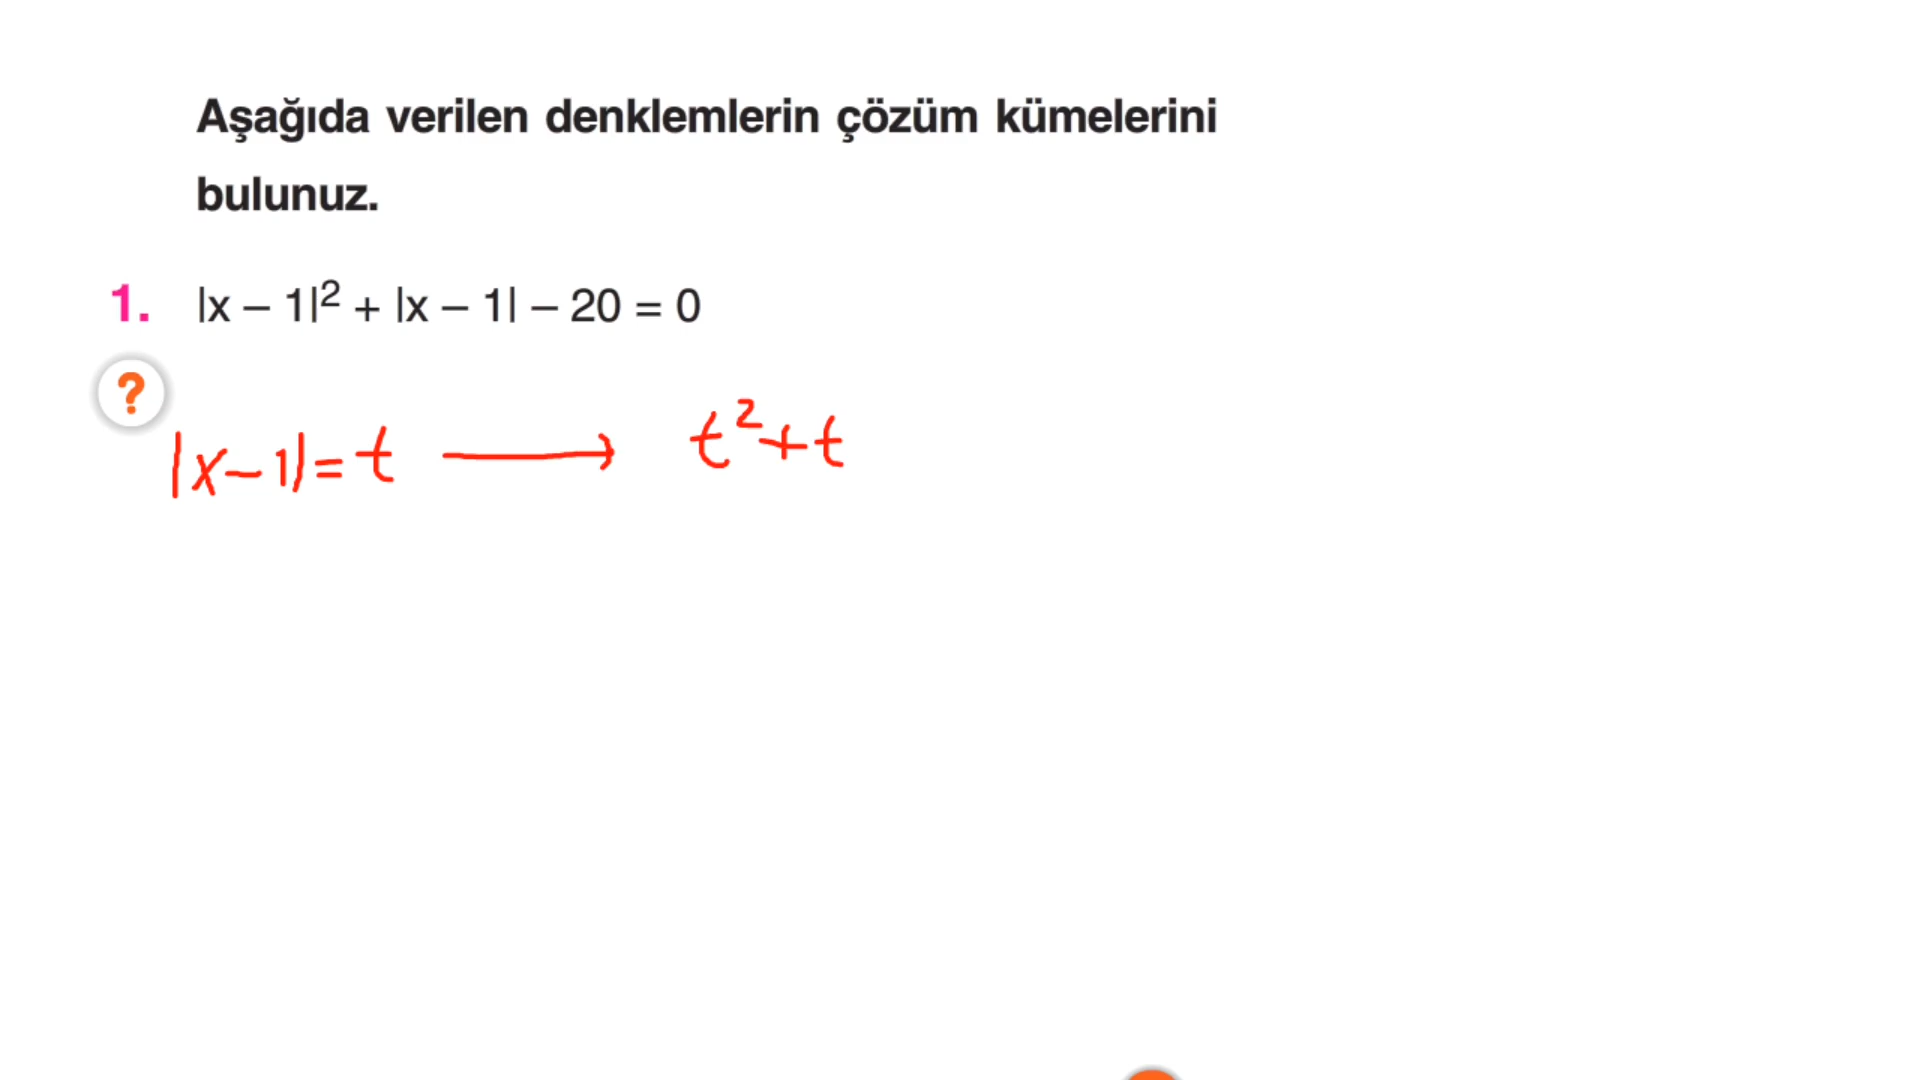 Aşağıda verilen denklemlerin çözüm kümelerini
bulunuz.
1. |x – 1|² + |x – 1| – 20 = 0
?
|x-1|=t → t²+t